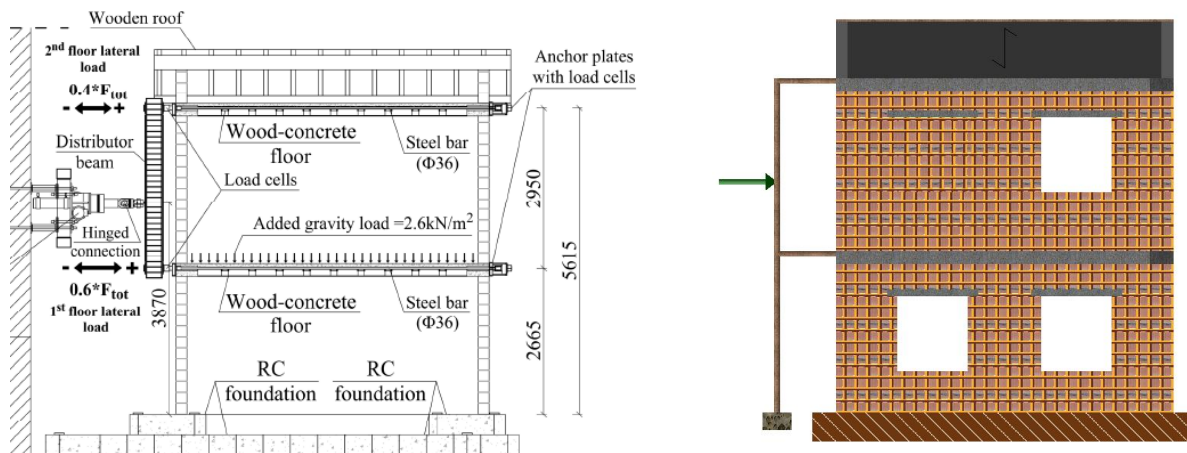 Wooden roof
2nd floor lateral
load
0.4*Ftot
- +
Anchor plates
with load cells
Distributor
beam
Wood-concrete
floor
Steel bar
(Φ36)
Load cells
Hinged
connection
Added gravity load =2.6kN/m²
- +
0.6*Ftot
1st floor lateral
load
Wood-concrete
floor
Steel bar
(Φ36)
3870
2950
5615
2665
RC
foundation
RC
foundation